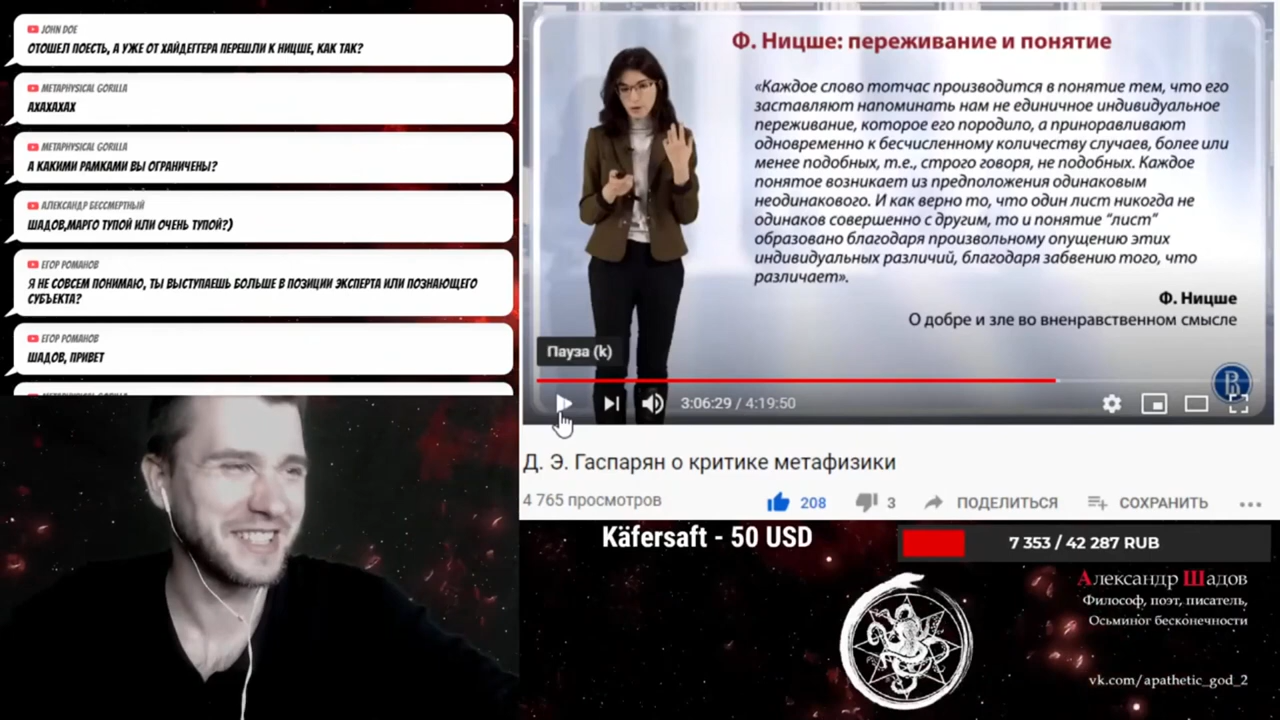 JOHN DOE
ОТОШЕЛ ПОЕСТЬ, А УЖЕ ОТ ХАЙДЕГГЕРА ПЕРЕШЛИ К НИЦШЕ, КАК ТАК?
METAPHYSICAL GORILLA
АХАХАХАХ
METAPHYSICAL GORILLA
А КАКИМИ РАМКАМИ ВЫ ОГРАНИЧЕНЫ?
АЛЕКСАНДР БЕССМЕРТНЫЙ
ШАДОВ,МАРГО ТУПОЙ ИЛИ ОЧЕНЬ ТУПОЙ?)
ЕГОР РОМАНОВ
Я НЕ СОВСЕМ ПОНИМАЮ, ТЫ ВЫСТУПАЕШЬ БОЛЬШЕ В ПОЗИЦИИ ЭКСПЕРТА ИЛИ ПОЗНАЮЩЕГО
СУБЪЕКТА?
ЕГОР РОМАНОВ
ШАДОВ, ПРИВЕТ
Ф. Ницше: переживание и понятие
«Каждое слово тотчас производится в понятие тем, что его
заставляют напоминать нам не единичное индивидуальное
переживание, которое его породило, а приноравливают
одновременно к бесчисленному количеству случаев, более или
менее подобных, т.е., строго говоря, не подобных. Каждое
понятое возникает из предположения одинаковым
неодинакового. И как верно то, что один лист никогда не
одинаков совершенно с другим, то и понятие “лист”
образовано благодаря произвольному опущению этих
индивидуальных различий, благодаря забвению того, что
различает».
Ф. Ницше
О добре и зле во вненравственном смысле
Пауза (k)
3:06:29 / 4:19:50
Д. Э. Гаспарян о критике метафизики
4 765 просмотров
208
3
ПОДЕЛИТЬСЯ
СОХРАНИТЬ
Käfersaft - 50 USD
7 353 / 42 287 RUB
Александр Шадов
Философ, поэт, писатель,
Осьминог бесконечности
vk.com/apathetic_god_2